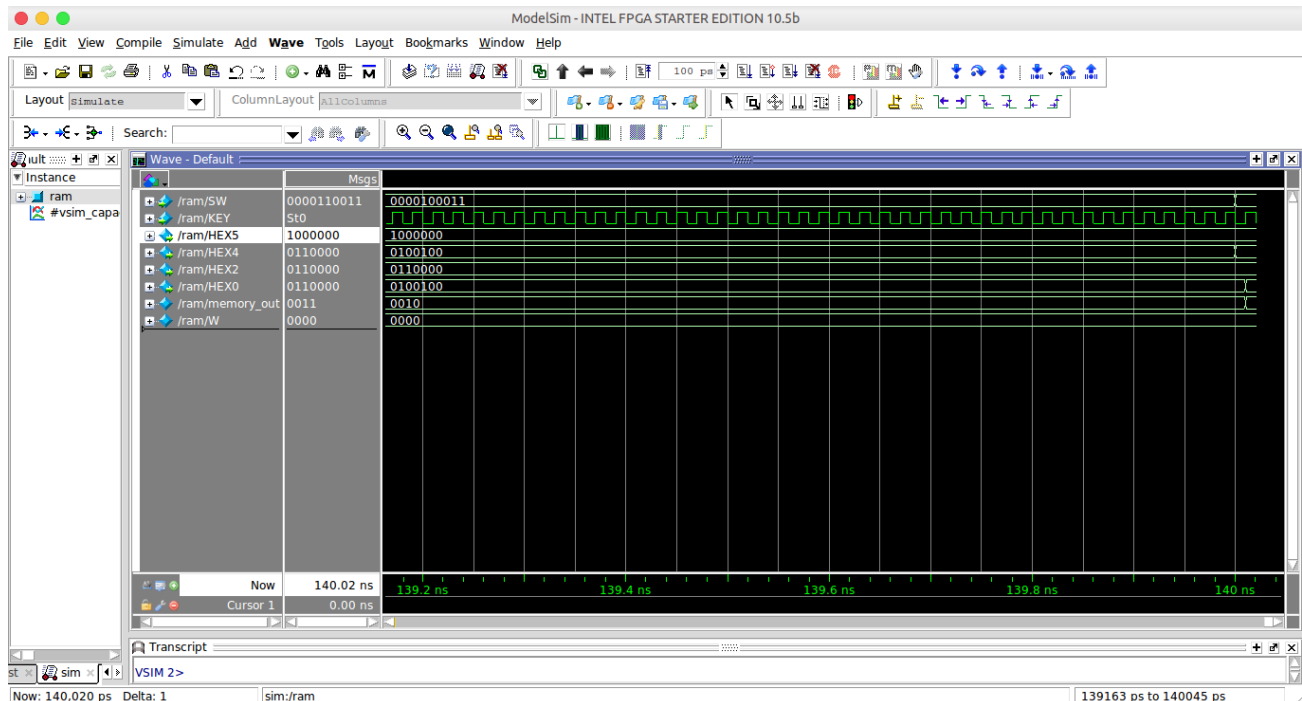 ModelSim - INTEL FPGA STARTER EDITION 10.5b
File Edit View Compile Simulate Add Wave Tools Layout Bookmarks Window Help
100 ps
Layout Simulate ColumnLayout AllColumns
Search:
ult Wave - Default
Instance Msgs
ram
#vsim_capa
/ram/SW 0000110011 0000100011
/ram/KEY St0
/ram/HEX5 1000000 1000000
/ram/HEX4 0110000 0100100
/ram/HEX2 0110000 0110000
/ram/HEX0 0110000 0100100
/ram/memory_out 0011 0010
/ram/W 0000 0000
Now 140.02 ns 139.2 ns 139.4 ns 139.6 ns 139.8 ns 140 ns
Cursor 1 0.00 ns
Transcript
st sim VSIM 2>
Now: 140,020 ps Delta: 1 sim:/ram 139163 ps to 140045 ps